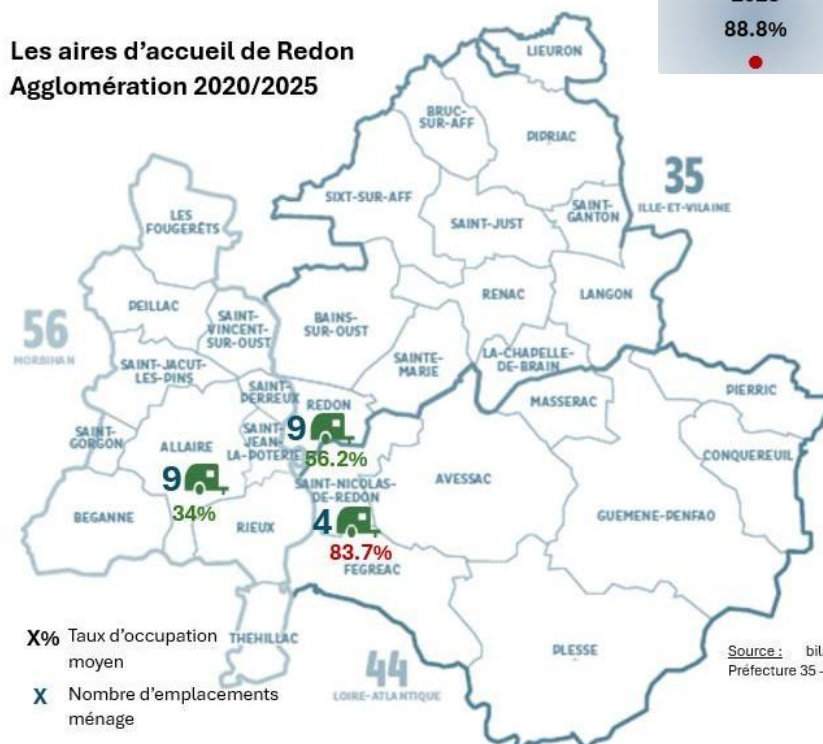 88.8%
Les aires d’accueil de Redon
Agglomération 2020/2025
LIEURON
BRUC-
SUR-AFF
PIPRIAC
35
ILLE-ET-VILAINE
SIXT-SUR-AFF
SAINT-JUST
SAINT-
GANTON
LES
FOUGERÊTS
PEILLAC
SAINT-
VINCENT-
SUR-OUST
BAINS-
SUR-OUST
RENAC
LANGON
56
MORBIHAN
SAINT-JACUT-
LES-PINS
SAINTE-
MARIE
LA-CHAPELLE-
DE-BRAIN
SAINT-
PERREUX
REDON
MASSERAC
PIERRIC
SAINT-
GORGON
ALLAIRE
SAINT-
JEAN-
LA-POTERIE
9
56.2%
CONQUEREUIL
9
34%
SAINT-NICOLAS-
DE-REDON
AVESSAC
BEGANNE
RIEUX
4
83.7%
FEGREAC
GUEMENE-PENFAO
X% Taux d’occupation
moyen
THEHILLAC
X Nombre d’emplacements
ménage
44
LOIRE-ATLANTIQUE
PLESSE
Source : bil
Préfecture 35 -